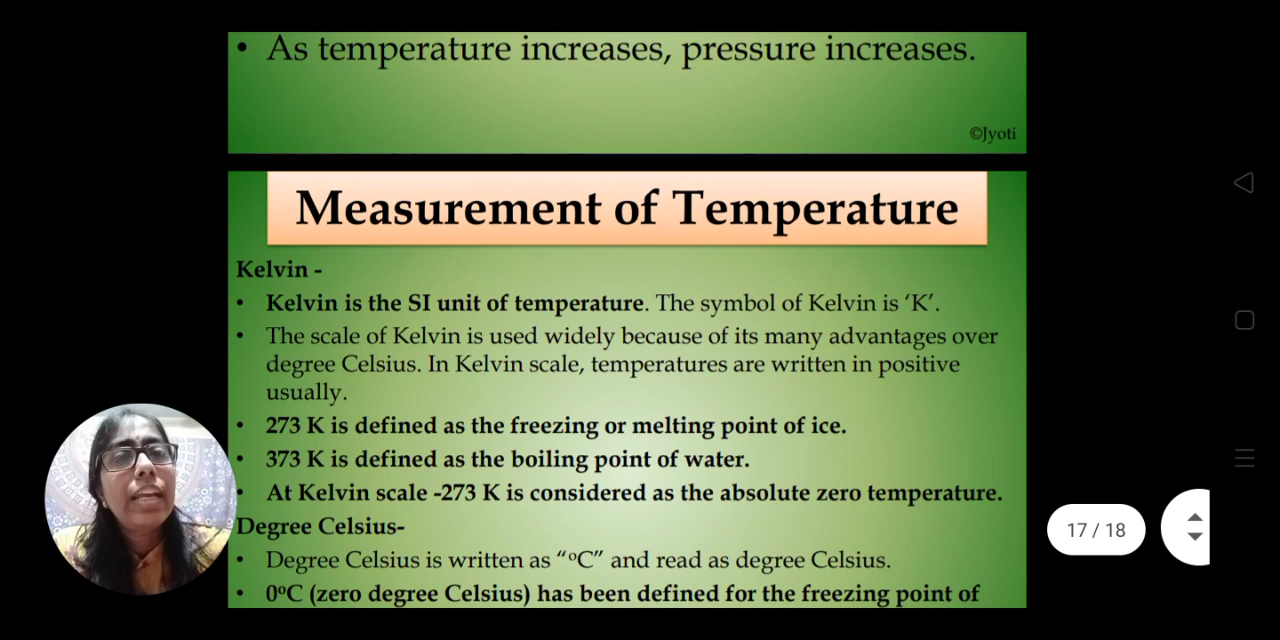 • As temperature increases, pressure increases.
©Jyoti
Measurement of Temperature
Kelvin -
• Kelvin is the SI unit of temperature. The symbol of Kelvin is ‘K’.
• The scale of Kelvin is used widely because of its many advantages over
degree Celsius. In Kelvin scale, temperatures are written in positive
usually.
• 273 K is defined as the freezing or melting point of ice.
• 373 K is defined as the boiling point of water.
• At Kelvin scale -273 K is considered as the absolute zero temperature.
Degree Celsius-
• Degree Celsius is written as “⁰C” and read as degree Celsius.
• 0⁰C (zero degree Celsius) has been defined for the freezing point of
17 / 18